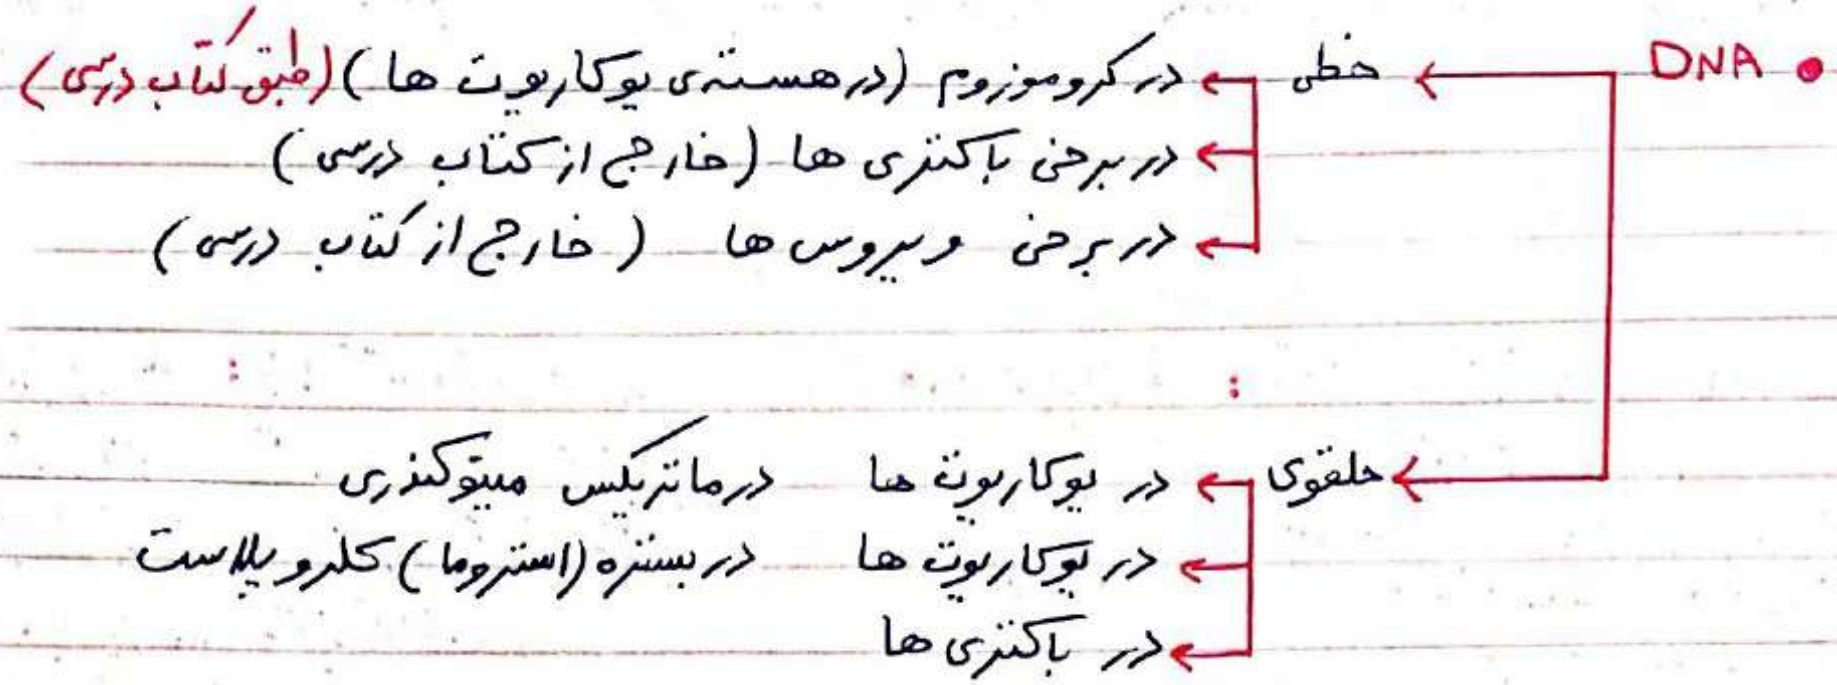 • DNA
خطی
در کروموزوم (در هسته‌ی یوکاریوت ها) (طبق کتاب درسی)
در برخی باکتری ها (خارج از کتاب درسی)
در برخی ویروس ها (خارج از کتاب درسی)
: :
حلقوی
در یوکاریوت ها در ماتریکس میتوکندری
در یوکاریوت ها در بستره (استروما) کلروپلاست
در باکتری ها